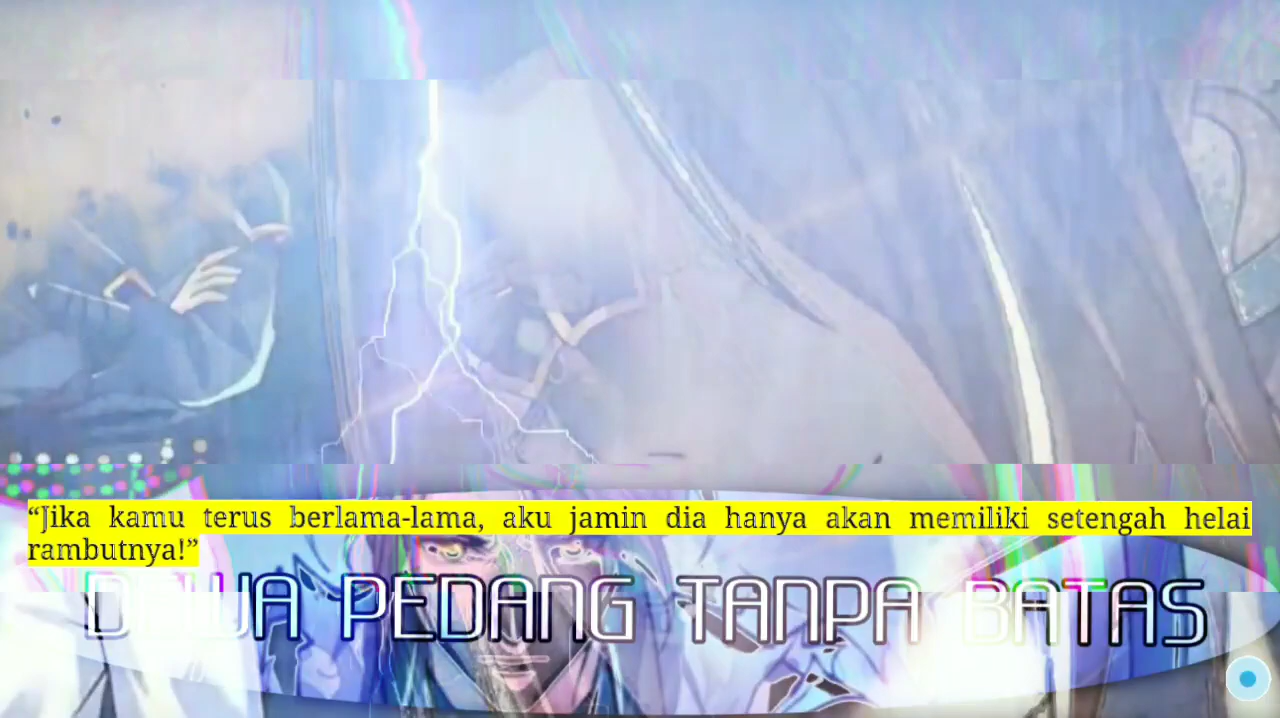 “Jika kamu terus berlama-lama, aku jamin dia hanya akan memiliki setengah helai
rambutnya!”
DEWA PEDANG TANPA BATAS